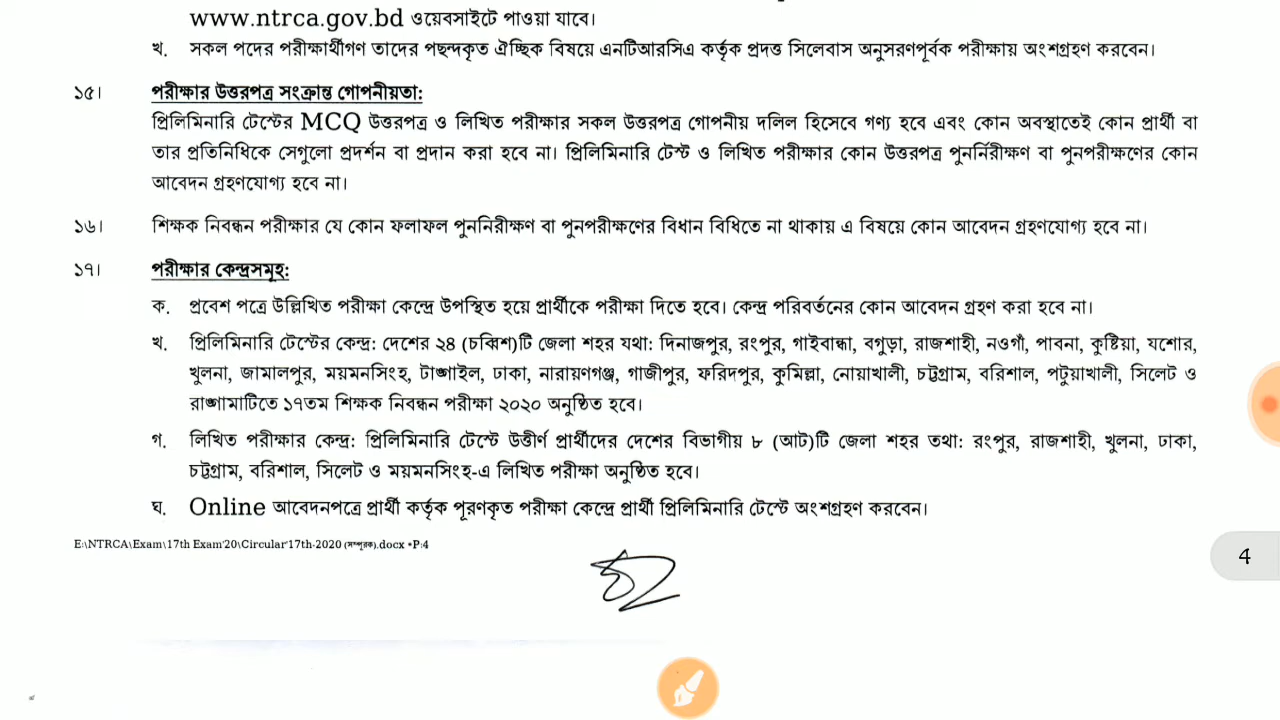 www.ntrca.gov.bd ওয়েবসাইটে পাওয়া যাবে।
খ. সকল পদের পরীক্ষার্থীগণ তাদের পছন্দকৃত ঐচ্ছিক বিষয়ে এনটিআরসিএ কর্তৃক প্রদত্ত সিলেবাস অনুসরণপূর্বক পরীক্ষায় অংশগ্রহণ করবেন।
১৫। পরীক্ষার উত্তরপত্র সংক্রান্ত গোপনীয়তা:
প্রিলিমিনারি টেস্টের MCQ উত্তরপত্র ও লিখিত পরীক্ষার সকল উত্তরপত্র গোপনীয় দলিল হিসেবে গণ্য হবে এবং কোন অবস্থাতেই কোন প্রার্থী বা
তার প্রতিনিধিকে সেগুলো প্রদর্শন বা প্রদান করা হবে না। প্রিলিমিনারি টেস্ট ও লিখিত পরীক্ষার কোন উত্তরপত্র পুনর্নিরীক্ষণ বা পুনপরীক্ষণের কোন
আবেদন গ্রহণযোগ্য হবে না।
১৬। শিক্ষক নিবন্ধন পরীক্ষার যে কোন ফলাফল পুননিরীক্ষণ বা পুনপরীক্ষণের বিধান বিধিতে না থাকায় এ বিষয়ে কোন আবেদন গ্রহণযোগ্য হবে না।
১৭। পরীক্ষার কেন্দ্রসমূহ:
ক. প্রবেশ পত্রে উল্লিখিত পরীক্ষা কেন্দ্রে উপস্থিত হয়ে প্রার্থীকে পরীক্ষা দিতে হবে। কেন্দ্র পরিবর্তনের কোন আবেদন গ্রহণ করা হবে না।
খ. প্রিলিমিনারি টেস্টের কেন্দ্র: দেশের ২৪ (চব্বিশ)টি জেলা শহর যথা: দিনাজপুর, রংপুর, গাইবান্ধা, বগুড়া, রাজশাহী, নওগাঁ, পাবনা, কুষ্টিয়া, যশোর,
খুলনা, জামালপুর, ময়মনসিংহ, টাঙ্গাইল, ঢাকা, নারায়ণগঞ্জ, গাজীপুর, ফরিদপুর, কুমিল্লা, নোয়াখালী, চট্টগ্রাম, বরিশাল, পটুয়াখালী, সিলেট ও
রাঙ্গামাটিতে ১৭তম শিক্ষক নিবন্ধন পরীক্ষা ২০২০ অনুষ্ঠিত হবে।
গ. লিখিত পরীক্ষার কেন্দ্র: প্রিলিমিনারি টেস্টে উত্তীর্ণ প্রার্থীদের দেশের বিভাগীয় ৮ (আট)টি জেলা শহর তথা: রংপুর, রাজশাহী, খুলনা, ঢাকা,
চট্টগ্রাম, বরিশাল, সিলেট ও ময়মনসিংহ-এ লিখিত পরীক্ষা অনুষ্ঠিত হবে।
ঘ. Online আবেদনপত্রে প্রার্থী কর্তৃক পূরণকৃত পরীক্ষা কেন্দ্রে প্রার্থী প্রিলিমিনারি টেস্টে অংশগ্রহণ করবেন।
E:\NTRCA\Exam\17th Exam'20\Circular'17th-2020 (সম্পূরক).docx •P:4
4